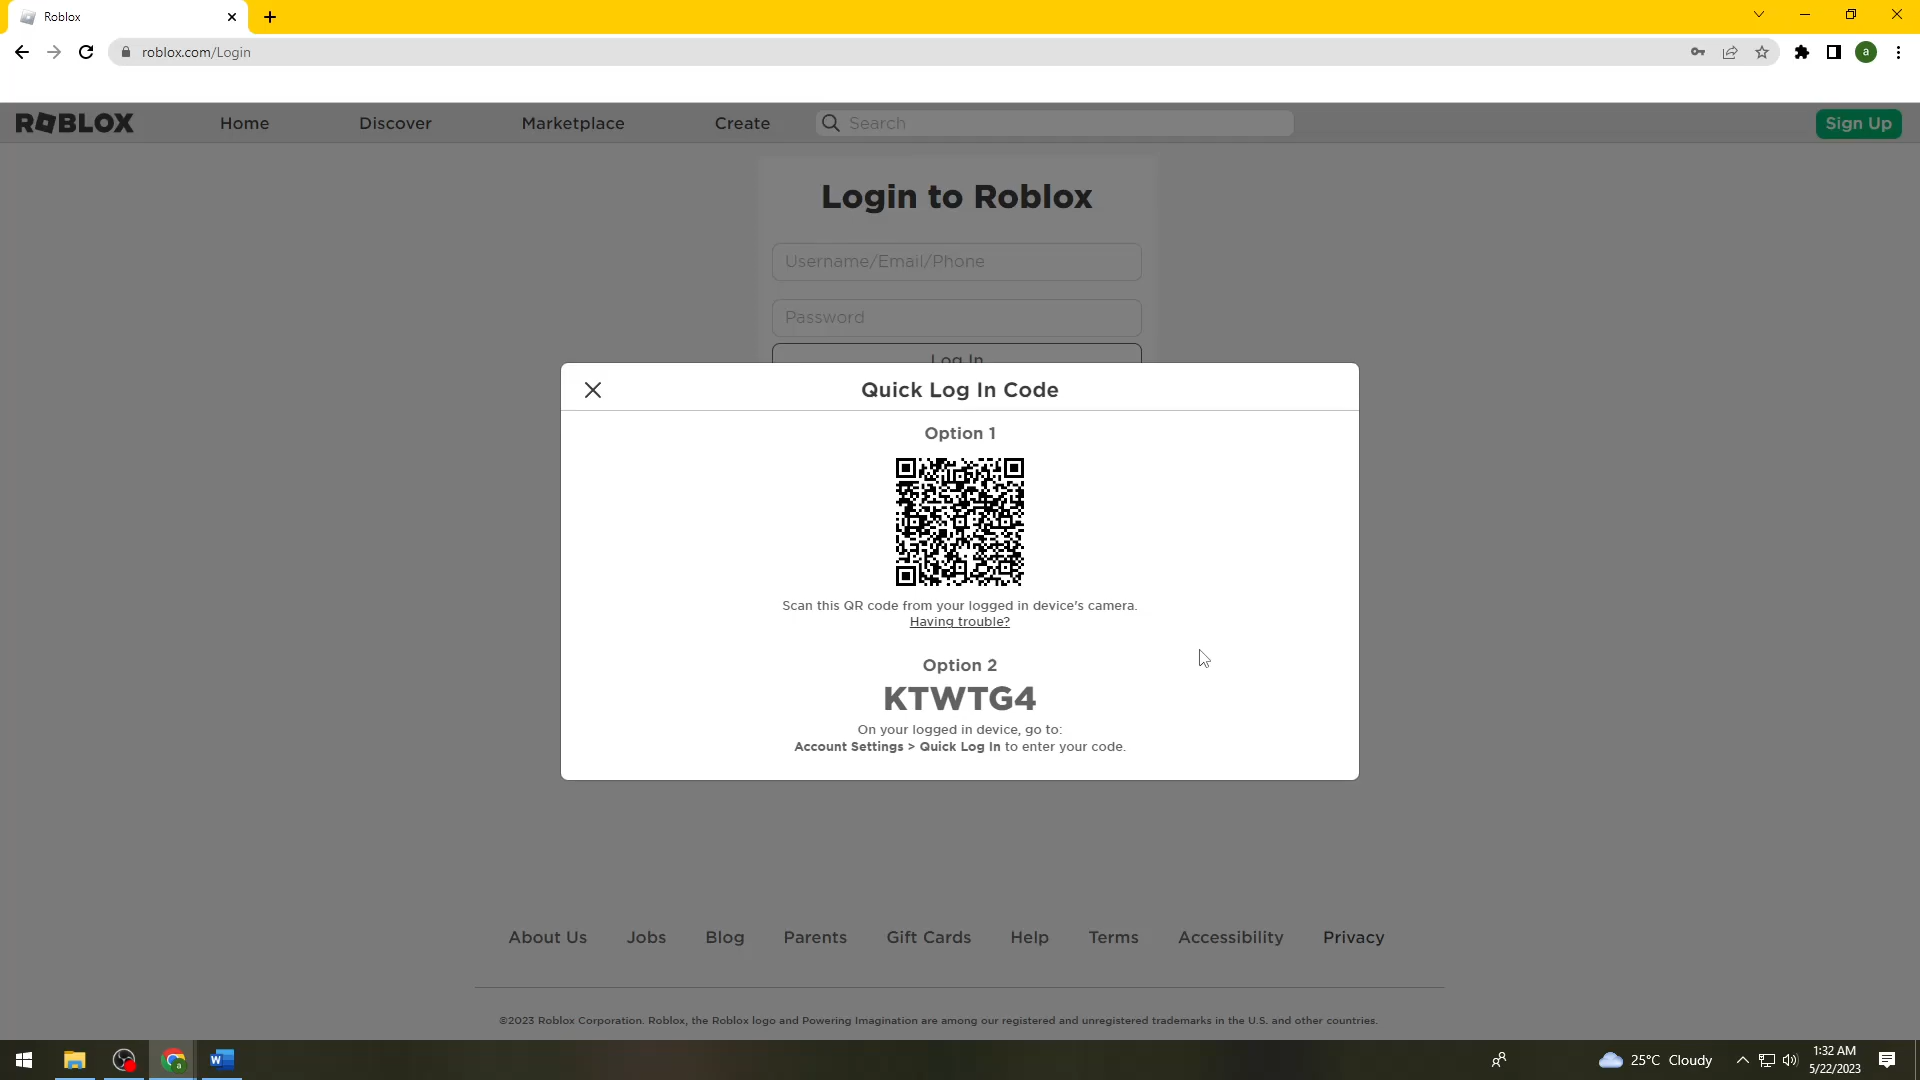 Roblox
roblox.com/Login
a
ROBLOX
Home
Discover
Marketplace
Create
Search
Sign Up
Login to Roblox
Username/Email/Phone
Password
Log In
Quick Log In Code
Option 1
Scan this QR code from your logged in device's camera.
Having trouble?
Option 2
KTWTG4
On your logged in device, go to:
Account Settings > Quick Log In to enter your code.
About Us
Jobs
Blog
Parents
Gift Cards
Help
Terms
Accessibility
Privacy
©2023 Roblox Corporation. Roblox, the Roblox logo and Powering Imagination are among our registered and unregistered trademarks in the U.S. and other countries.
a
W
25°C Cloudy
1:32 AM
5/22/2023